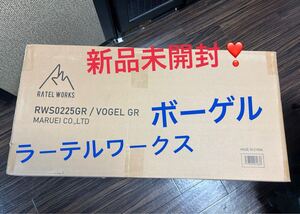 新品未開封❣️
RATEL WORKS
RWS0225GR / VOGEL GR
MARUEI CO.,LTD
ボーゲル
ラーテルワークス
MADE IN CHINA